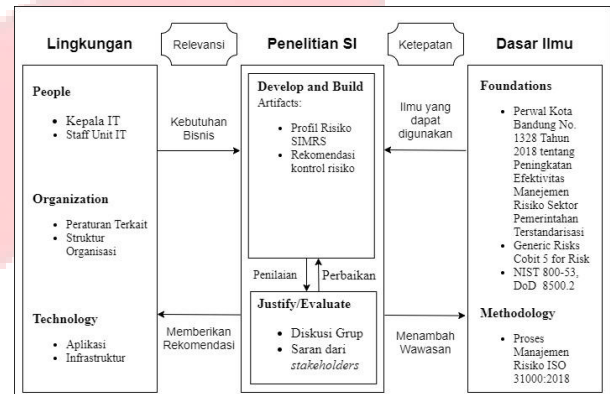 Lingkungan
Relevansi
Penelitian SI
Ketepatan
Dasar Ilmu
People
• Kepala IT
• Staff Unit IT
Organization
• Peraturan Terkait
• Struktur
Organisasi
Technology
• Aplikasi
• Infrastruktur
Kebutuhan
Bisnis
Memberikan
Rekomendasi
Develop and Build
Artifacts:
• Profil Risiko
SIMRS
• Rekomendasi
kontrol risiko
Penilaian
Perbaikan
Justify/Evaluate
• Diskusi Grup
• Saran dari
stakeholders
Ilmu yang
dapat
digunakan
Menambah
Wawasan
Foundations
• Perwal Kota
Bandung No.
1328 Tahun
2018 tentang
Peningkatan
Efektivitas
Manejemen
Risiko Sektor
Pemerintahan
Terstandarisasi
• Generic Risks
Cobit 5 for Risk
• NIST 800-53,
DoD 8500.2
Methodology
• Proses
Manajemen
Risiko ISO
31000:2018